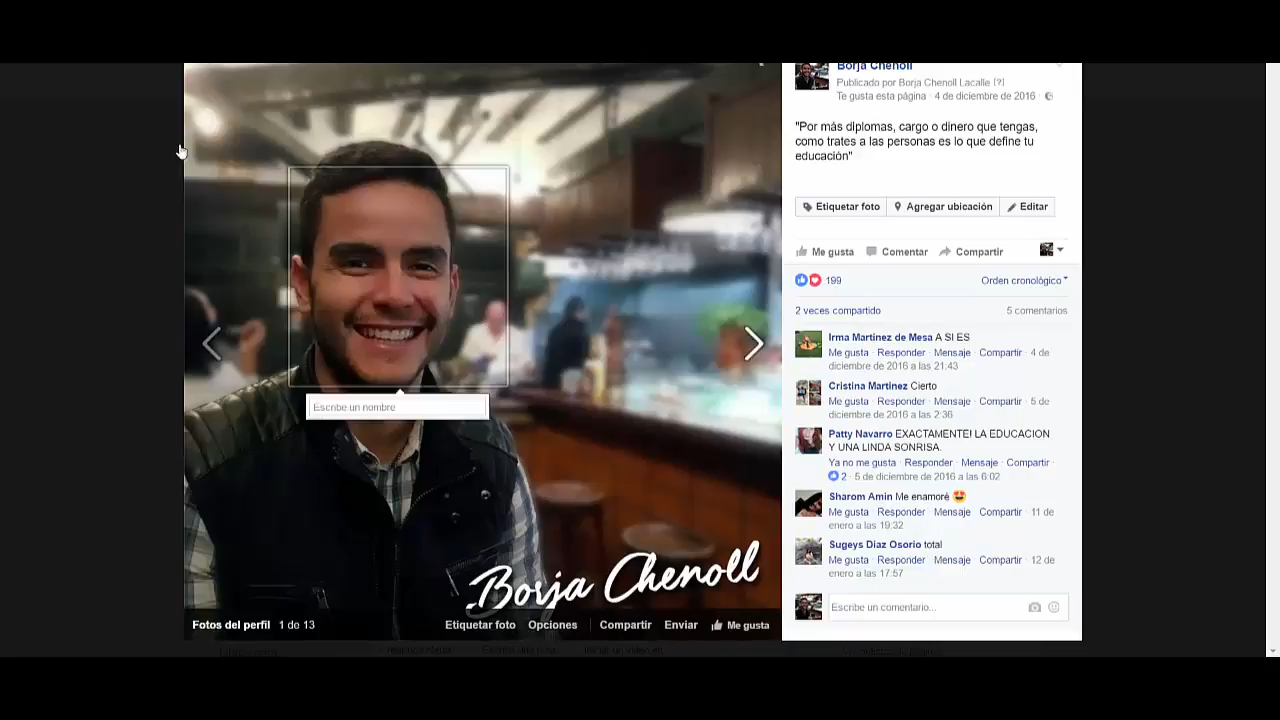 Borja Chenoll
Publicado por Borja Chenoll Lacalle [?]
Te gusta esta página · 4 de diciembre de 2016 ·
"Por más diplomas, cargo o dinero que tengas,
como trates a las personas es lo que define tu
educación"
Etiquetar foto Agregar ubicación Editar
Me gusta Comentar Compartir
199 Orden cronológico
2 veces compartido 5 comentarios
Irma Martinez de Mesa A SI ES
Me gusta · Responder · Mensaje · Compartir · 4 de
diciembre de 2016 a las 21:43
Cristina Martinez Cierto
Me gusta · Responder · Mensaje · Compartir · 5 de
diciembre de 2016 a las 2:36
Patty Navarro EXACTAMENTE! LA EDUCACION
Y UNA LINDA SONRISA.
Ya no me gusta · Responder · Mensaje · Compartir ·
2 · 5 de diciembre de 2016 a las 6:02
Sharom Amin Me enamoré 😍
Me gusta · Responder · Mensaje · Compartir · 11 de
enero a las 19:32
Sugeys Diaz Osorio total
Me gusta · Responder · Mensaje · Compartir · 12 de
enero a las 17:57
Escribe un comentario...
Escribe un nombre
Borja Chenoll
Fotos del perfil 1 de 13 Etiquetar foto Opciones Compartir Enviar Me gusta